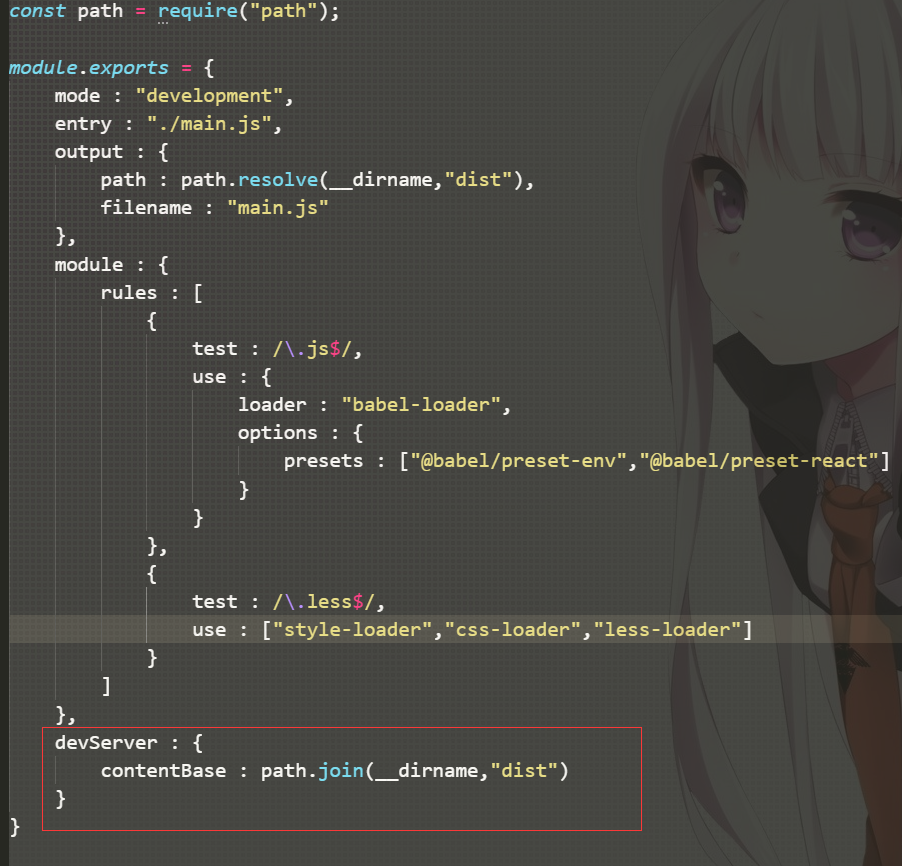 const path = require("path");
module.exports = {
mode : "development",
entry : "./main.js",
output : {
path : path.resolve(__dirname,"dist"),
filename : "main.js"
},
module : {
rules : [
{
test : /\.js$/,
use : {
loader : "babel-loader",
options : {
presets : ["@babel/preset-env","@babel/preset-react"]
}
}
},
{
test : /\.less$/,
use : ["style-loader","css-loader","less-loader"]
}
]
},
devServer : {
contentBase : path.join(__dirname,"dist")
}
}